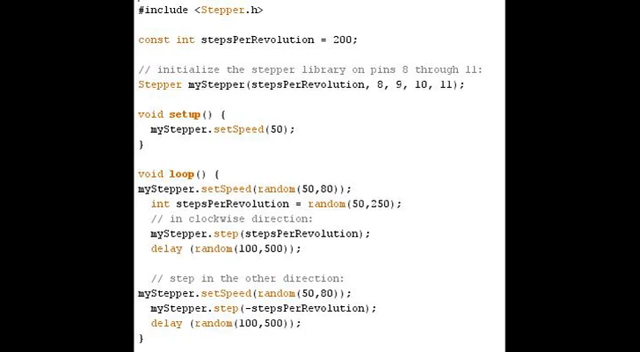 #include <Stepper.h>
const int stepsPerRevolution = 200;
// initialize the stepper library on pins 8 through 11:
Stepper myStepper(stepsPerRevolution, 8, 9, 10, 11);
void setup() {
myStepper.setSpeed(50);
}
void loop() {
myStepper.setSpeed(random(50,80));
int stepsPerRevolution = random(50,250);
// in clockwise direction:
myStepper.step(stepsPerRevolution);
delay (random(100,500));
// step in the other direction:
myStepper.setSpeed(random(50,80));
myStepper.step(-stepsPerRevolution);
delay (random(100,500));
}